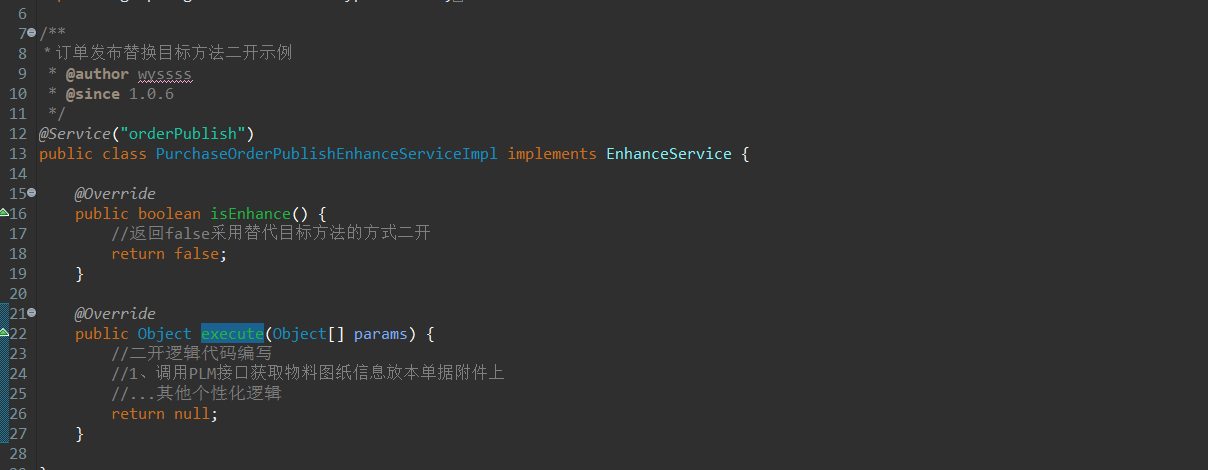 6
7 /**
8 * 订单发布替换目标方法二开示例
9 * @author wyssss
10 * @since 1.0.6
11 */
12 @Service("orderPublish")
13 public class PurchaseOrderPublishEnhanceServiceImpl implements EnhanceService {
14
15 @Override
16 public boolean isEnhance() {
17 //返回false采用替代目标方法的方式二开
18 return false;
19 }
20
21 @Override
22 public Object execute(Object[] params) {
23 //二开逻辑代码编写
24 //1、调用PLM接口获取物料图纸信息放本单据附件上
25 //...其他个性化逻辑
26 return null;
27 }
28